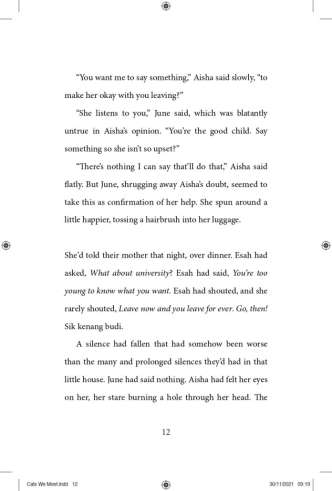 “You want me to say something,” Aisha said slowly, “to
make her okay with you leaving?”
“She listens to you,” June said, which was blatantly
untrue in Aisha’s opinion. “You’re the good child. Say
something so she isn’t so upset?”
“There’s nothing I can say that’ll do that,” Aisha said
flatly. But June, shrugging away Aisha’s doubt, seemed to
take this as confirmation of her help. She spun around a
little happier, tossing a hairbrush into her luggage.
She’d told their mother that night, over dinner. Esah had
asked, What about university? Esah had said, You’re too
young to know what you want. Esah had shouted, and she
rarely shouted, Leave now and you leave for ever. Go, then!
Sik kenang budi.
A silence had fallen that had somehow been worse
than the many and prolonged silences they’d had in that
little house. June had said nothing. Aisha had felt her eyes
on her, her stare burning a hole through her head. The
12
Cafe We Meet.indd 12
30/11/2021 09:19